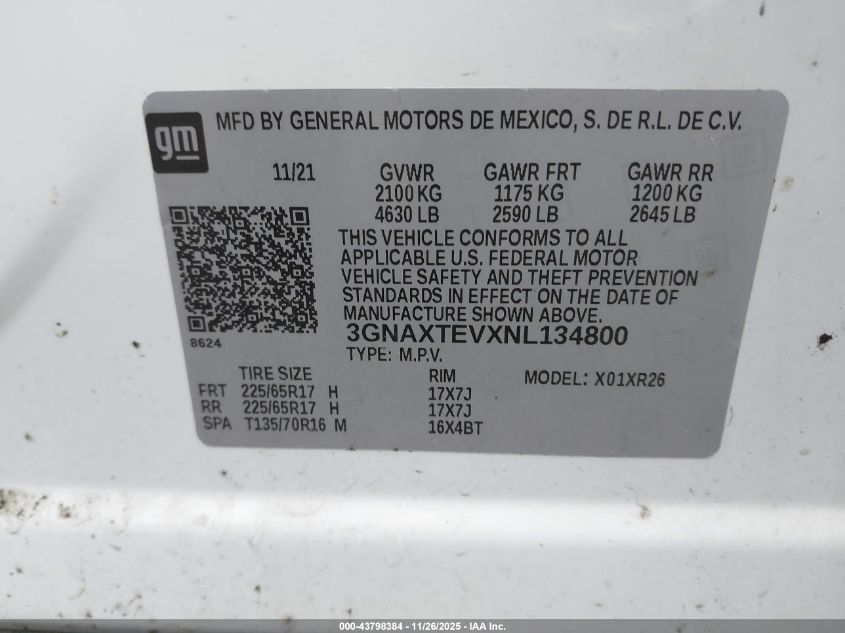 gm
MFD BY GENERAL MOTORS DE MEXICO, S. DE R.L. DE C.V.
11/21 GVWR GAWR FRT GAWR RR
2100 KG 1175 KG 1200 KG
4630 LB 2590 LB 2645 LB
THIS VEHICLE CONFORMS TO ALL
APPLICABLE U.S. FEDERAL MOTOR
VEHICLE SAFETY AND THEFT PREVENTION
STANDARDS IN EFFECT ON THE DATE OF
MANUFACTURE SHOWN ABOVE.
8624
3GNAXTEVXNL134800
TYPE: M.P.V.
TIRE SIZE RIM MODEL: X01XR26
FRT 225/65R17 H 17X7J
RR 225/65R17 H 17X7J
SPA T135/70R16 M 16X4BT
000-43798384 - 11/26/2025 - IAA Inc.